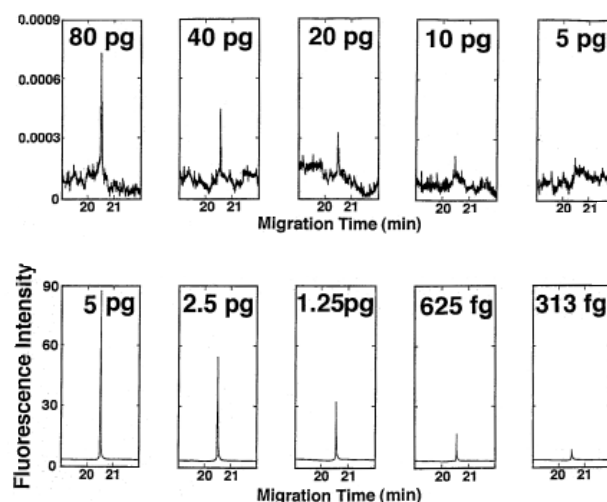 0.0009
80 pg 40 pg 20 pg 10 pg 5 pg
0.0006
0.0003
0
20 21 20 21 20 21 20 21 20 21
Migration Time (min)
Fluorescence Intensity
90
5 pg 2.5 pg 1.25pg 625 fg 313 fg
60
30
0
20 21 20 21 20 21 20 21 20 21
Migration Time (min)